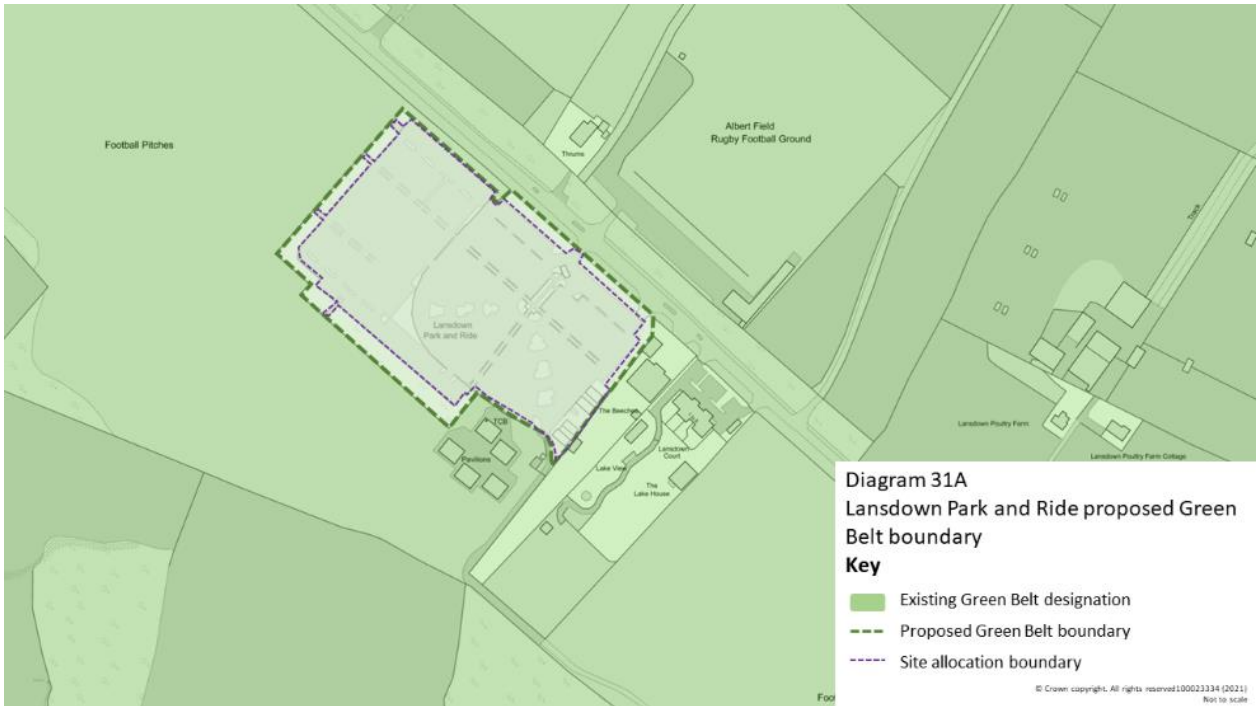 Football Pitches
Thrums
Albert Field
Rugby Football Ground
Track
Lansdown
Park and Ride
The Beeches
TCB
Pavilions
Lake View
Lansdown
Court
The
Lake House
Lansdown Poultry Farm
Lansdown Poultry Farm Cottage
Foo
Diagram 31A
Lansdown Park and Ride proposed Green
Belt boundary
Key
Existing Green Belt designation
Proposed Green Belt boundary
Site allocation boundary
© Crown copyright. All rights reserved100023334 (2021)
Not to scale